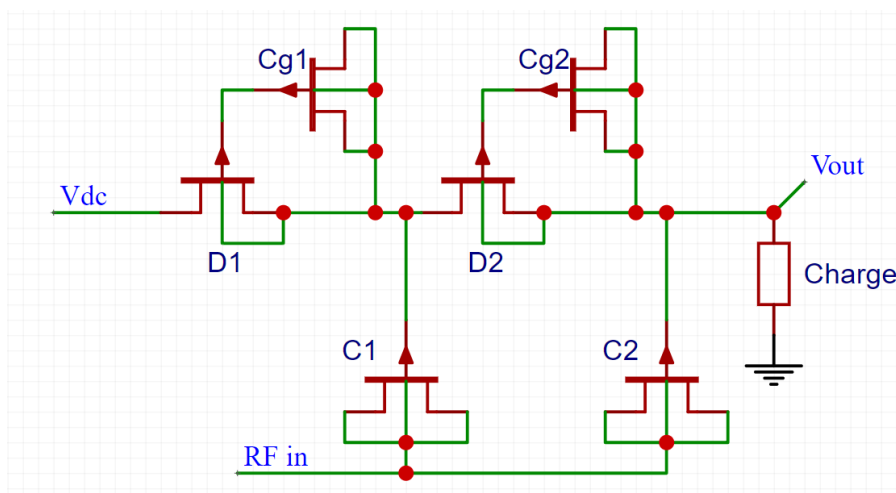 Cg1
Cg2
Vdc
Vout
D1
D2
Charge
C1
C2
RF in